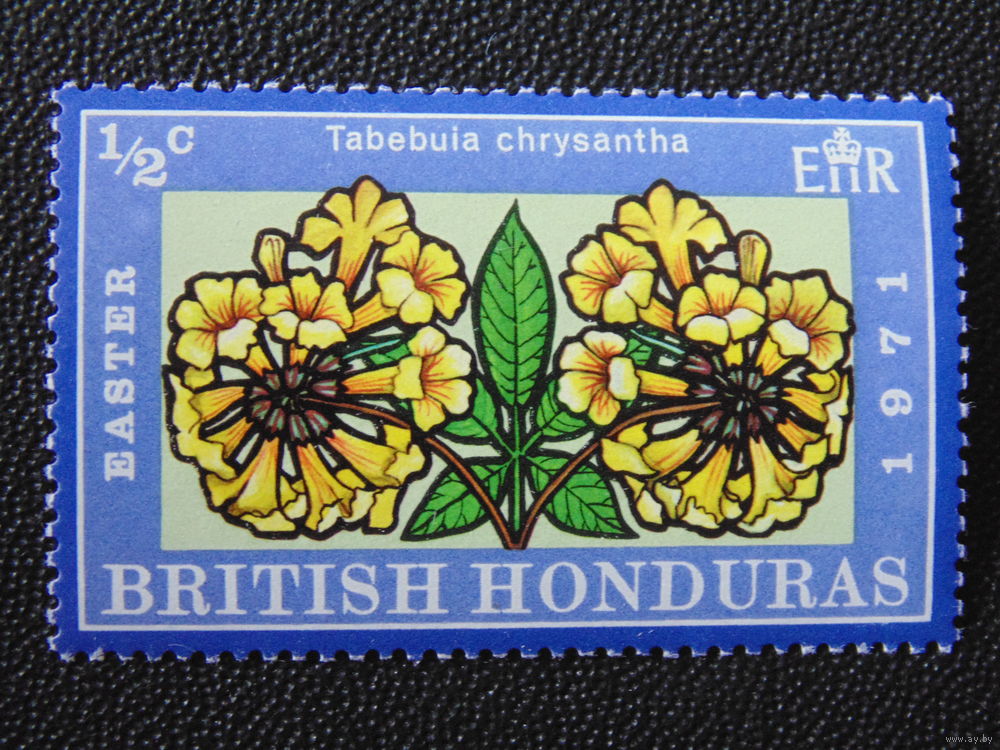 ½c
Tabebuia chrysantha
EIIR
EASTER
1971
BRITISH HONDURAS
www.ay.by